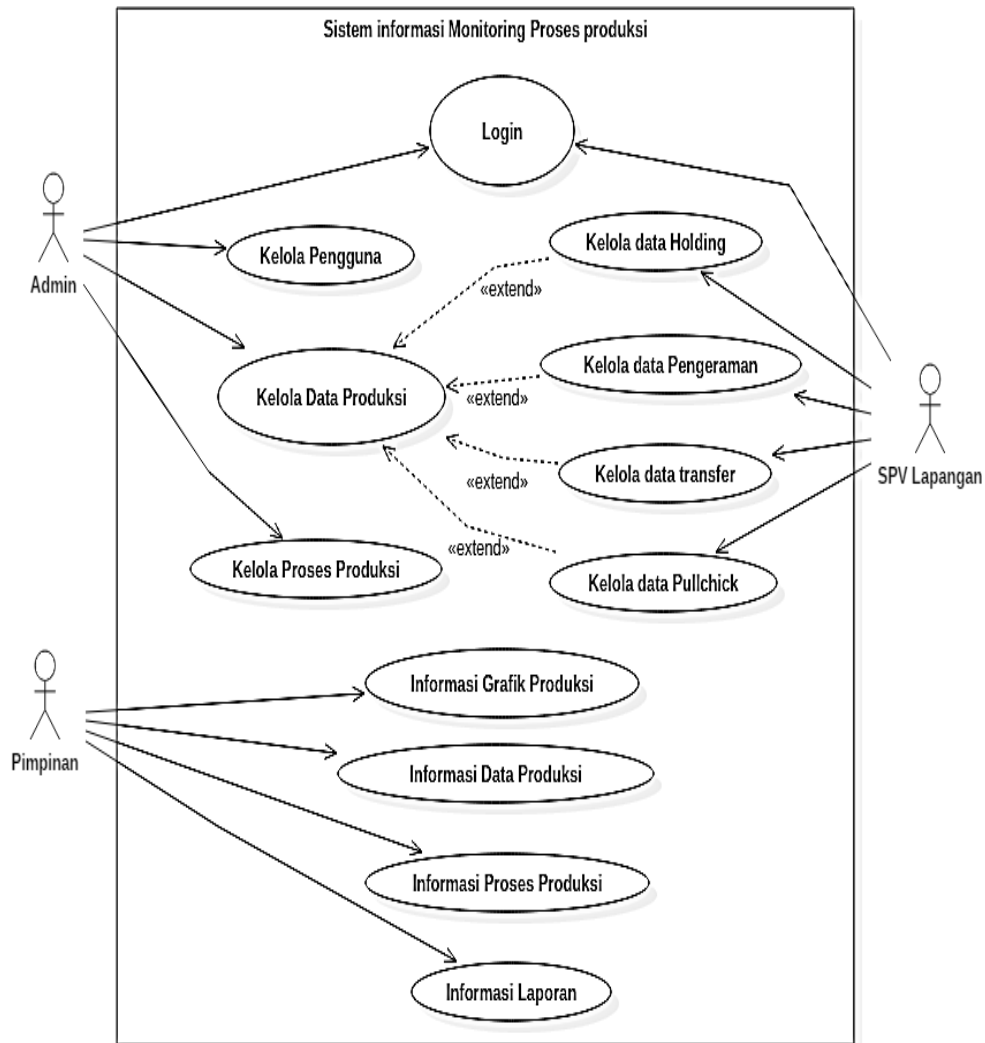 Sistem informasi Monitoring Proses produksi
Login
Kelola Pengguna
Kelola data Holding
Admin
«extend»
Kelola data Pengeraman
Kelola Data Produksi
«extend»
Kelola data transfer
SPV Lapangan
«extend»
«extend»
Kelola Proses Produksi
Kelola data Pullchick
Informasi Grafik Produksi
Pimpinan
Informasi Data Produksi
Informasi Proses Produksi
Informasi Laporan